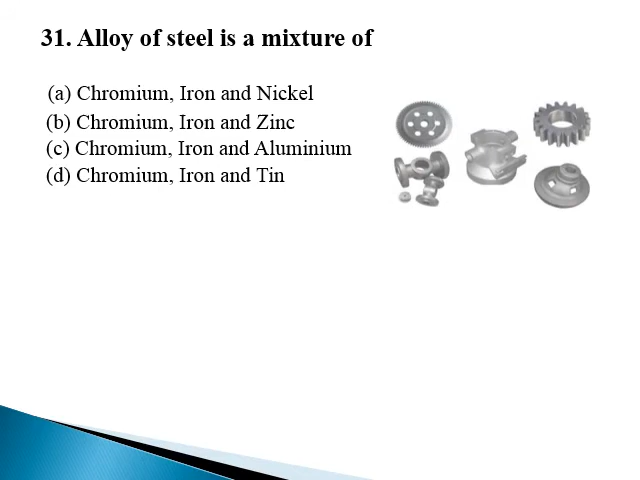 31. Alloy of steel is a mixture of
(a) Chromium, Iron and Nickel
(b) Chromium, Iron and Zinc
(c) Chromium, Iron and Aluminium
(d) Chromium, Iron and Tin